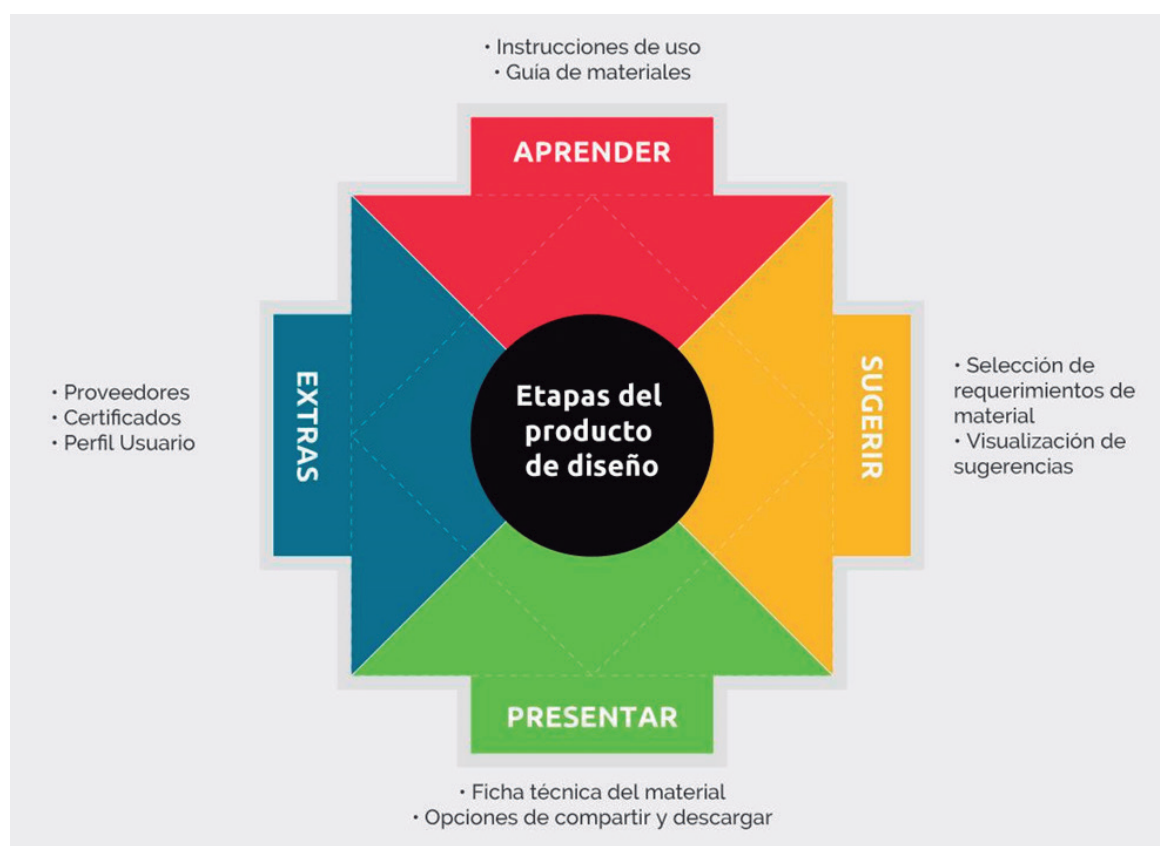 • Instrucciones de uso
• Guía de materiales
APRENDER
EXTRAS
• Proveedores
• Certificados
• Perfil Usuario
Etapas del
producto
de diseño
SUGERIR
• Selección de
requerimientos de
material
• Visualización de
sugerencias
PRESENTAR
• Ficha técnica del material
• Opciones de compartir y descargar